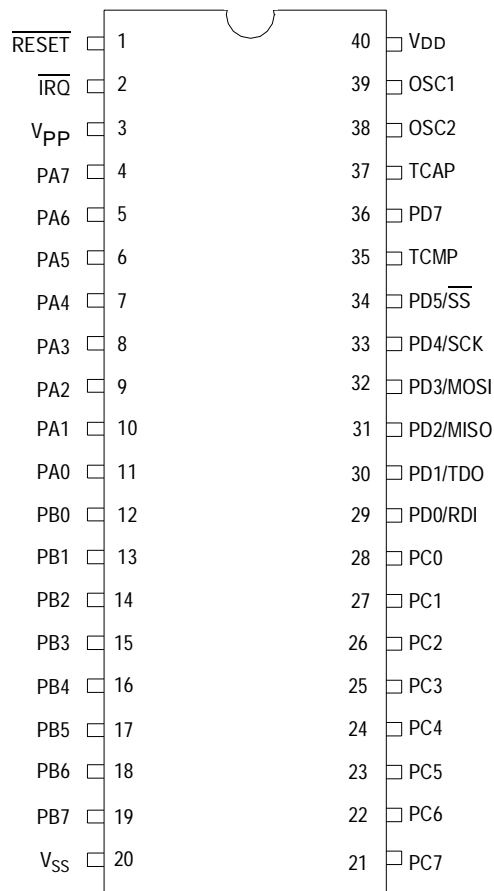 RESET 1 40 VDD
IRQ 2 39 OSC1
VPP 3 38 OSC2
PA7 4 37 TCAP
PA6 5 36 PD7
PA5 6 35 TCMP
PA4 7 34 PD5/SS
PA3 8 33 PD4/SCK
PA2 9 32 PD3/MOSI
PA1 10 31 PD2/MISO
PA0 11 30 PD1/TDO
PB0 12 29 PD0/RDI
PB1 13 28 PC0
PB2 14 27 PC1
PB3 15 26 PC2
PB4 16 25 PC3
PB5 17 24 PC4
PB6 18 23 PC5
PB7 19 22 PC6
VSS 20 21 PC7